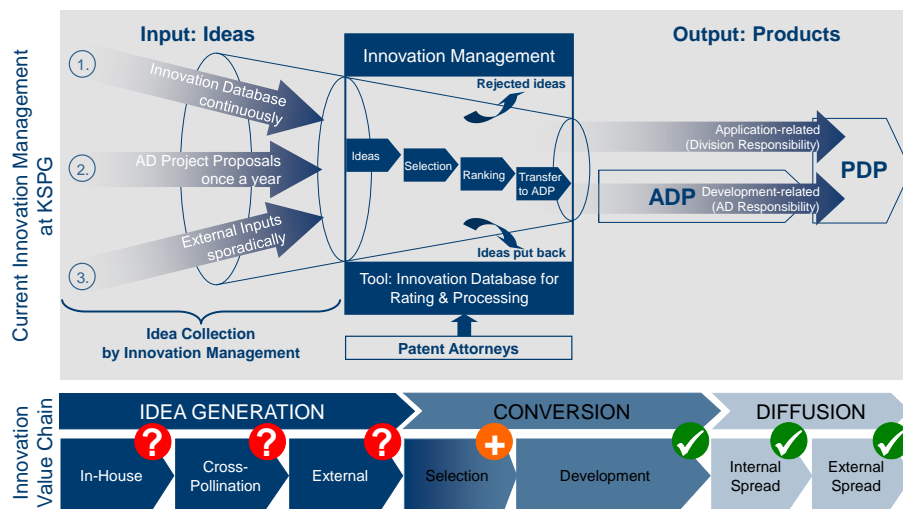 Current Innovation Management
at KSPG
Input: Ideas
Output: Products
1.
Innovation Database
continuously
2.
AD Project Proposals
once a year
3.
External Inputs
sporadically
Idea Collection
by Innovation Management
Innovation Management
Rejected ideas
Ideas
Selection
Ranking
Transfer
to ADP
Ideas put back
Tool: Innovation Database for
Rating & Processing
Patent Attorneys
Application-related
(Division Responsibility)
ADP
Development-related
(AD Responsibility)
PDP
Innovation
Value Chain
IDEA GENERATION
CONVERSION
DIFFUSION
?
?
?
+
In-House
Cross-
Pollination
External
Selection
Development
Internal
Spread
External
Spread